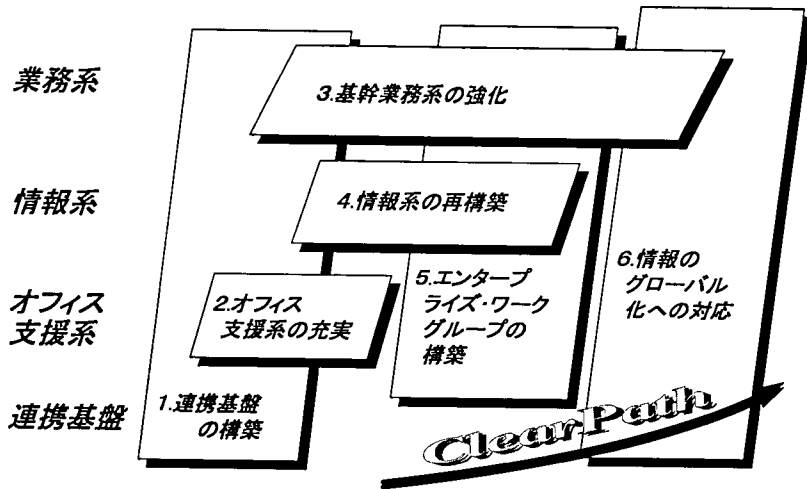 業務系
3.基幹業務系の強化
情報系
4.情報系の再構築
オフィス
支援系
2.オフィス
支援系の充実
5.エンタープ
ライズ・ワーク
グループの
構築
6.情報の
グローバル
化への対応
連携基盤
1.連携基盤
の構築
ClearPath